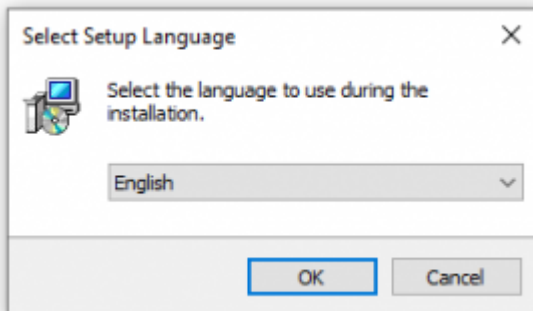 Select Setup Language
Select the language to use during the
installation.
English
OK
Cancel